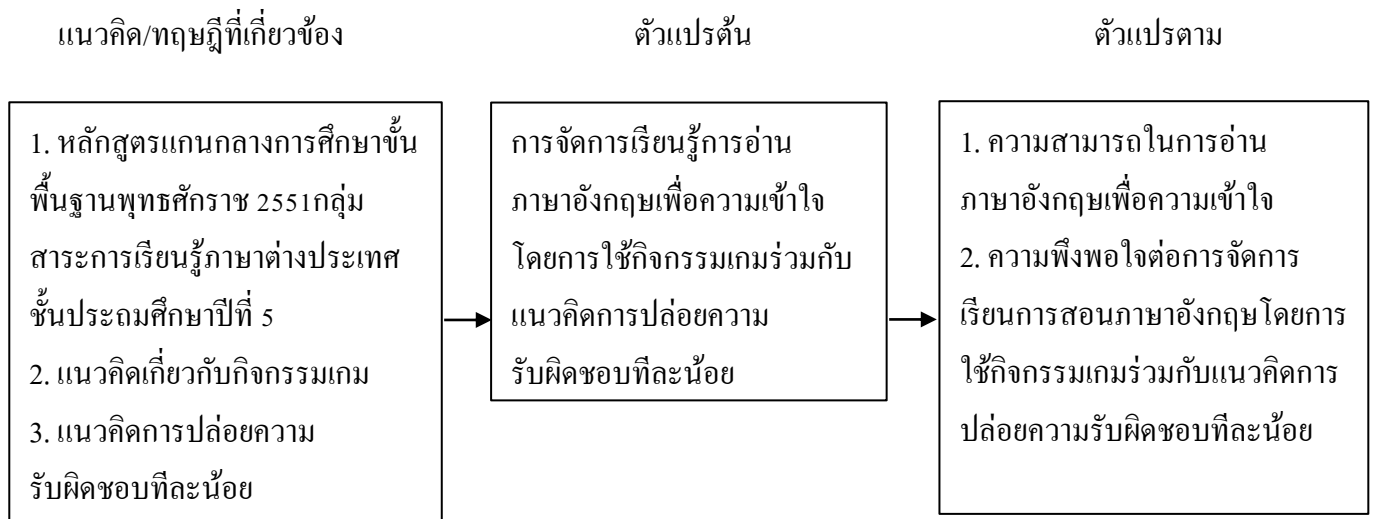 แนวคิด/ทฤษฎีที่เกี่ยวข้อง
ตัวแปรต้น
ตัวแปรตาม
1. หลักสูตรแกนกลางการศึกษาขั้น
พื้นฐานพุทธศักราช 2551กลุ่ม
สาระการเรียนรู้ภาษาต่างประเทศ
ชั้นประถมศึกษาปีที่ 5
2. แนวคิดเกี่ยวกับกิจกรรมเกม
3. แนวคิดการปล่อยความ
รับผิดชอบทีละน้อย
การจัดการเรียนรู้การอ่าน
ภาษาอังกฤษเพื่อความเข้าใจ
โดยการใช้กิจกรรมเกมร่วมกับ
แนวคิดการปล่อยความ
รับผิดชอบทีละน้อย
1. ความสามารถในการอ่าน
ภาษาอังกฤษเพื่อความเข้าใจ
2. ความพึงพอใจต่อการจัดการ
เรียนการสอนภาษาอังกฤษโดยการ
ใช้กิจกรรมเกมร่วมกับแนวคิดการ
ปล่อยความรับผิดชอบทีละน้อย